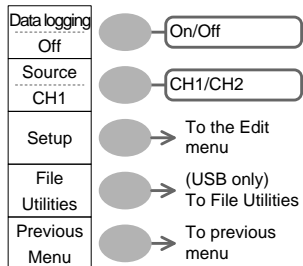 Data logging
Off
On/Off
Source
CH1
CH1/CH2
Setup
To the Edit
menu
File
Utilities
(USB only)
To File Utilities
Previous
Menu
To previous
menu